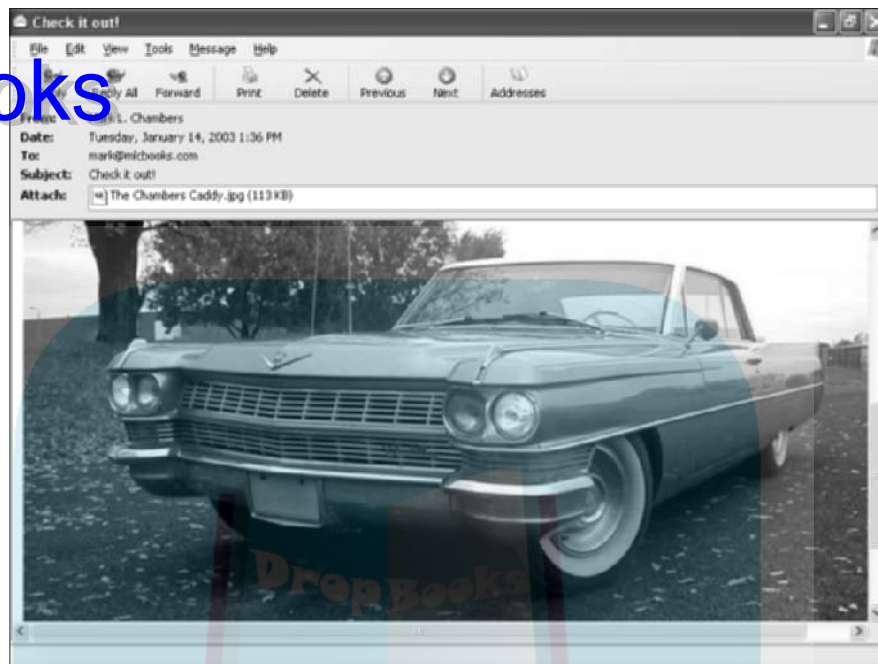 Check it out!
File Edit View Tools Message Help
oks
Reply All Forward Print Delete Previous Next Addresses
From: L. Chambers
Date: Tuesday, January 14, 2003 1:36 PM
To: mark@mlcbooks.com
Subject: Check it out!
Attach: The Chambers Caddy.jpg (113 KB)
DropBooks